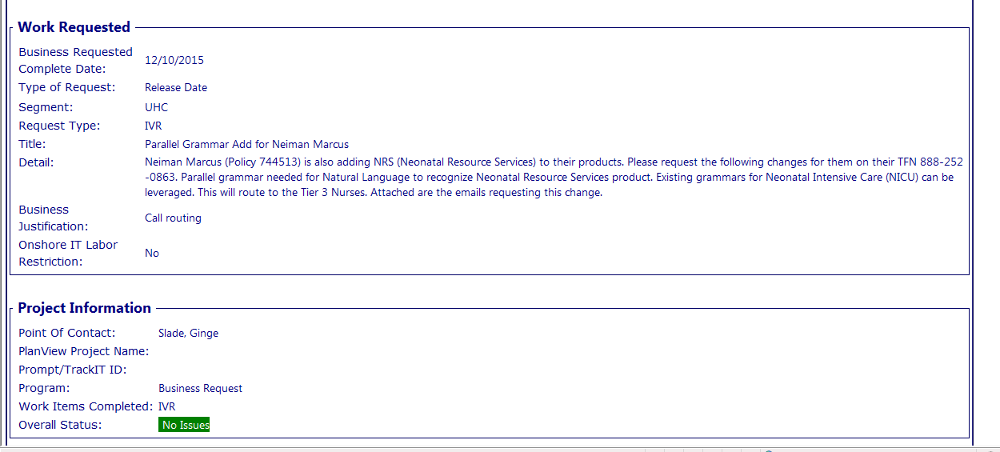 Work Requested
Business Requested
Complete Date:
12/10/2015
Type of Request: Release Date
Segment: UHC
Request Type: IVR
Title: Parallel Grammar Add for Neiman Marcus
Detail: Neiman Marcus (Policy 744513) is also adding NRS (Neonatal Resource Services) to their products. Please request the following changes for them on their TFN 888-252
-0863. Parallel grammar needed for Natural Language to recognize Neonatal Resource Services product. Existing grammars for Neonatal Intensive Care (NICU) can be
leveraged. This will route to the Tier 3 Nurses. Attached are the emails requesting this change.
Business
Justification:
Call routing
Onshore IT Labor
Restriction:
No
Project Information
Point Of Contact: Slade, Ginge
PlanView Project Name:
Prompt/TrackIT ID:
Program: Business Request
Work Items Completed: IVR
Overall Status: No Issues